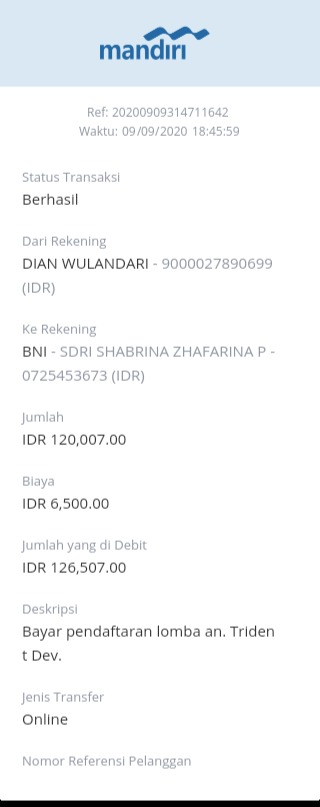 mandiri
Ref: 20200909314711642
Waktu: 09/09/2020 18:45:59
Status Transaksi
Berhasil
Dari Rekening
DIAN WULANDARI - 9000027890699
(IDR)
Ke Rekening
BNI - SDRI SHABRINA ZHAFARINA P -
0725453673 (IDR)
Jumlah
IDR 120,007.00
Biaya
IDR 6,500.00
Jumlah yang di Debit
IDR 126,507.00
Deskripsi
Bayar pendaftaran lomba an. Triden
t Dev.
Jenis Transfer
Online
Nomor Referensi Pelanggan